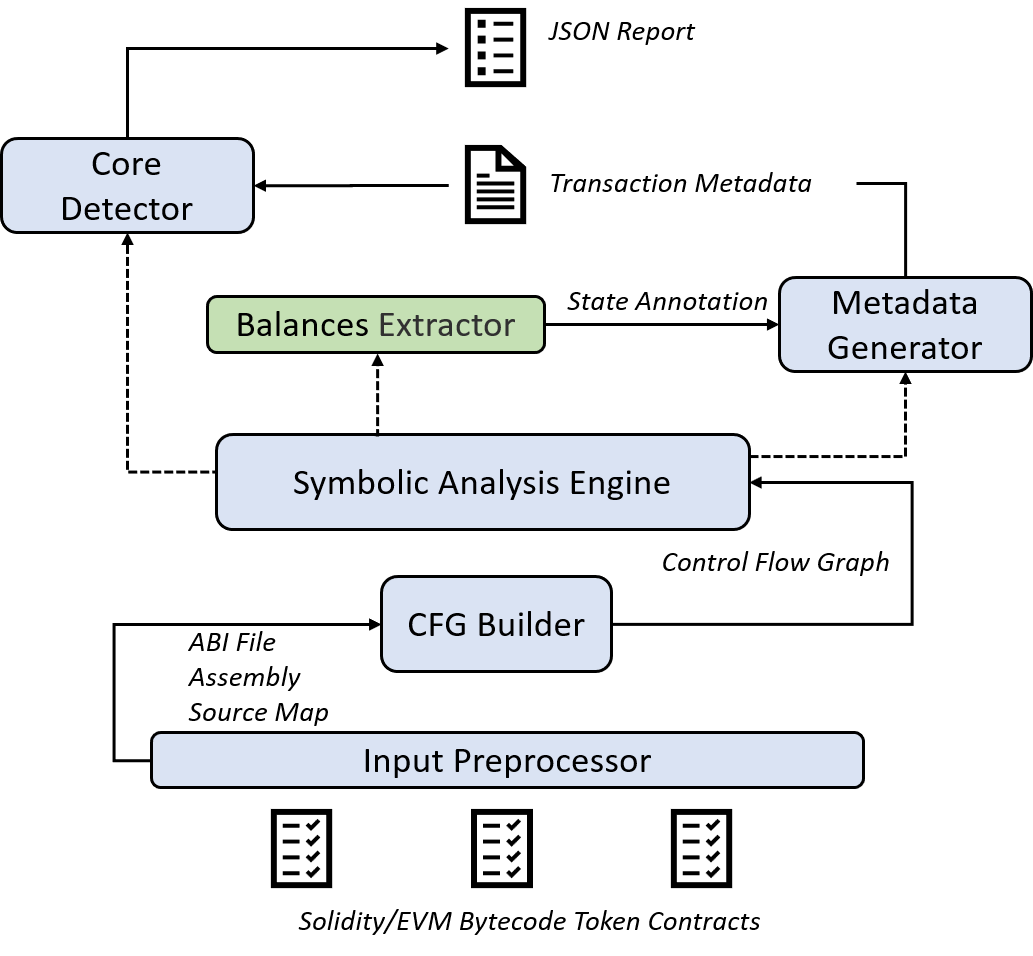 JSON Report
Core
Detector
Transaction Metadata
State Annotation
Metadata
Generator
Balances Extractor
Symbolic Analysis Engine
Control Flow Graph
CFG Builder
ABI File
Assembly
Source Map
Input Preprocessor
Solidity/EVM Bytecode Token Contracts